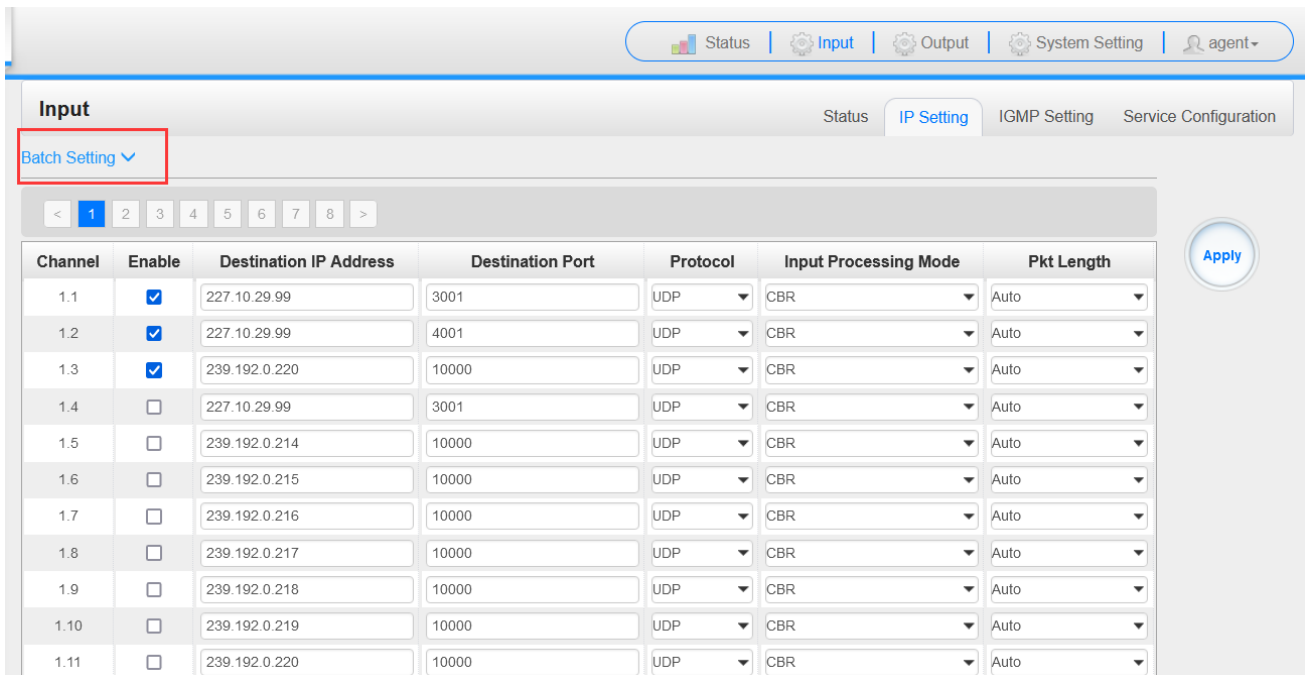 Status Input Output System Setting agent
Input Status IP Setting IGMP Setting Service Configuration
Batch Setting
< 1 2 3 4 5 6 7 8 >
Channel Enable Destination IP Address Destination Port Protocol Input Processing Mode Pkt Length Apply
1.1 227.10.29.99 3001 UDP CBR Auto
1.2 227.10.29.99 4001 UDP CBR Auto
1.3 239.192.0.220 10000 UDP CBR Auto
1.4 227.10.29.99 3001 UDP CBR Auto
1.5 239.192.0.214 10000 UDP CBR Auto
1.6 239.192.0.215 10000 UDP CBR Auto
1.7 239.192.0.216 10000 UDP CBR Auto
1.8 239.192.0.217 10000 UDP CBR Auto
1.9 239.192.0.218 10000 UDP CBR Auto
1.10 239.192.0.219 10000 UDP CBR Auto
1.11 239.192.0.220 10000 UDP CBR Auto